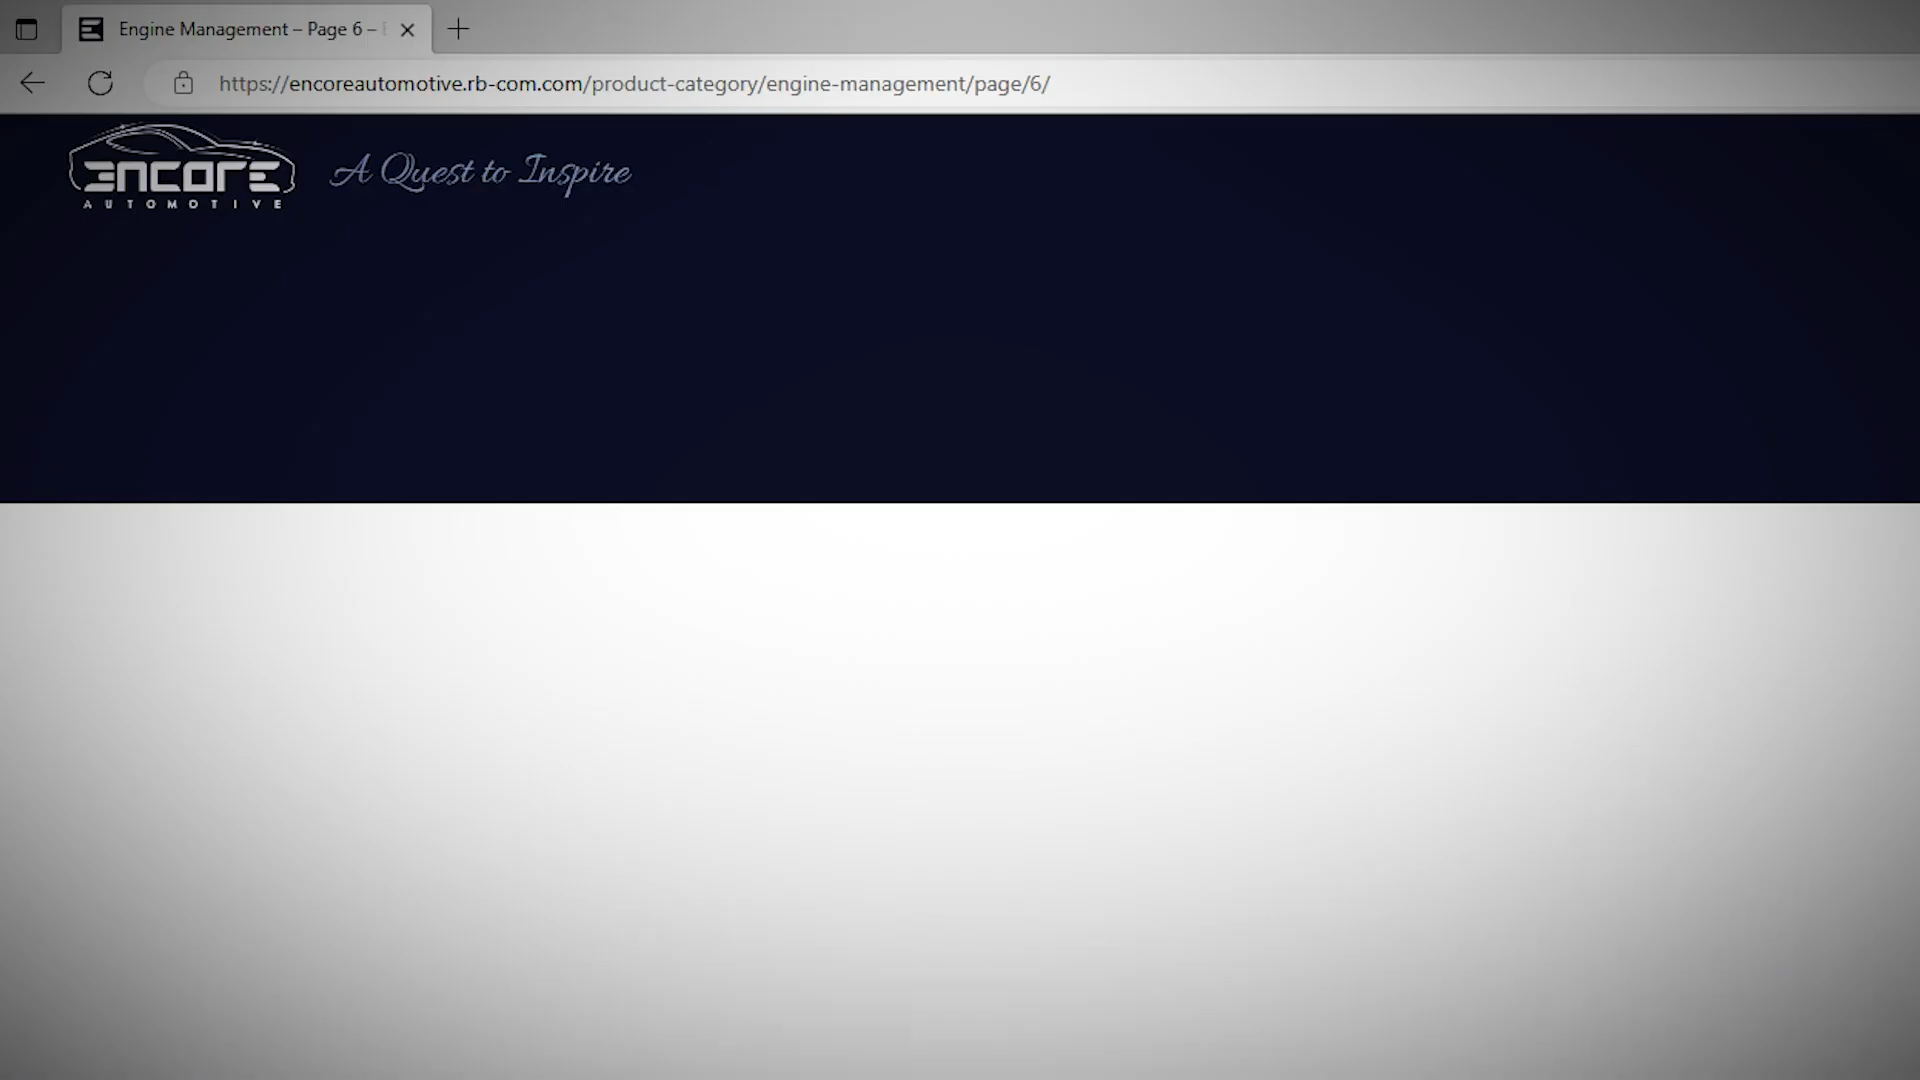 Engine Management – Page 6 –
https://encoreautomotive.rb-com.com/product-category/engine-management/page/6/
ENCORE
AUTOMOTIVE
A Quest to Inspire